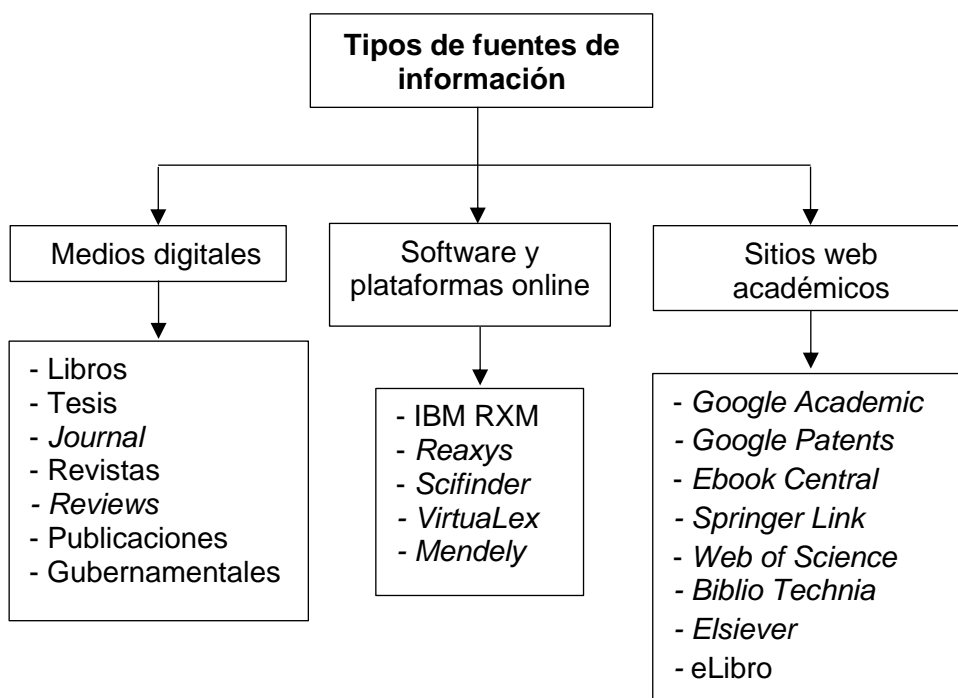 Tipos de fuentes de
información
Medios digitales
- Libros
- Tesis
- Journal
- Revistas
- Reviews
- Publicaciones
- Gubernamentales
Software y
plataformas online
- IBM RXM
- Reaxys
- Scifinder
- VirtuaLex
- Mendely
Sitios web
académicos
- Google Academic
- Google Patents
- Ebook Central
- Springer Link
- Web of Science
- Biblio Technia
- Elsiever
- eLibro